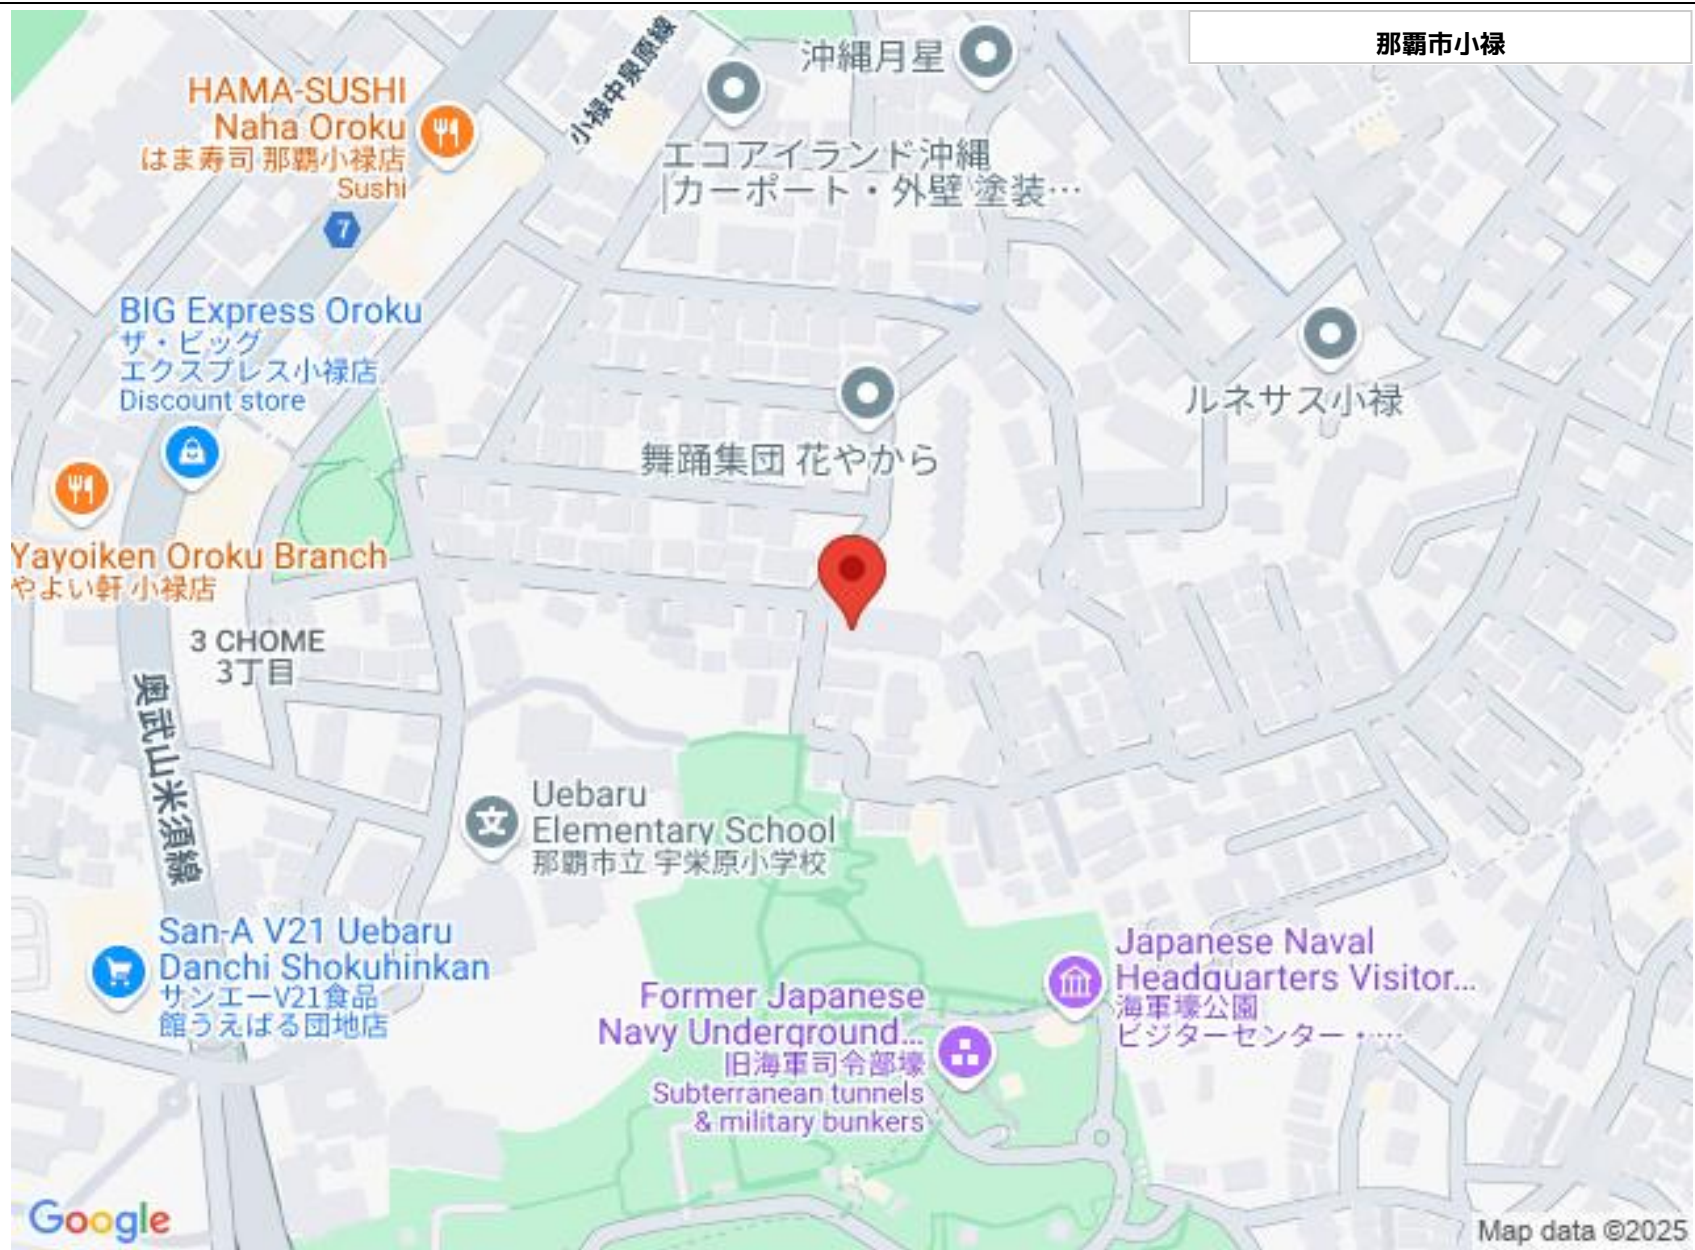 那覇市小禄
沖縄月星
小禄中泉原線
HAMA-SUSHI
Naha Oroku
はま寿司 那覇小禄店
Sushi
エコアイランド沖縄
|カーポート・外壁 塗装…
7
BIG Express Oroku
ザ・ビッグ
エクスプレス小禄店
Discount store
ルネサス小禄
舞踊集団 花やから
Yayoiken Oroku Branch
やよい軒 小禄店
3 CHOME
3丁目
奥武山米須線
Uebaru
Elementary School
那覇市立 宇栄原小学校
文
San-A V21 Uebaru
Danchi Shokuhinkan
サンエーV21食品
館うえばる団地店
Japanese Naval
Headquarters Visitor...
海軍壕公園
ビジターセンター・…
Former Japanese
Navy Underground...
旧海軍司令部壕
Subterranean tunnels
& military bunkers
Google
Map data ©2025